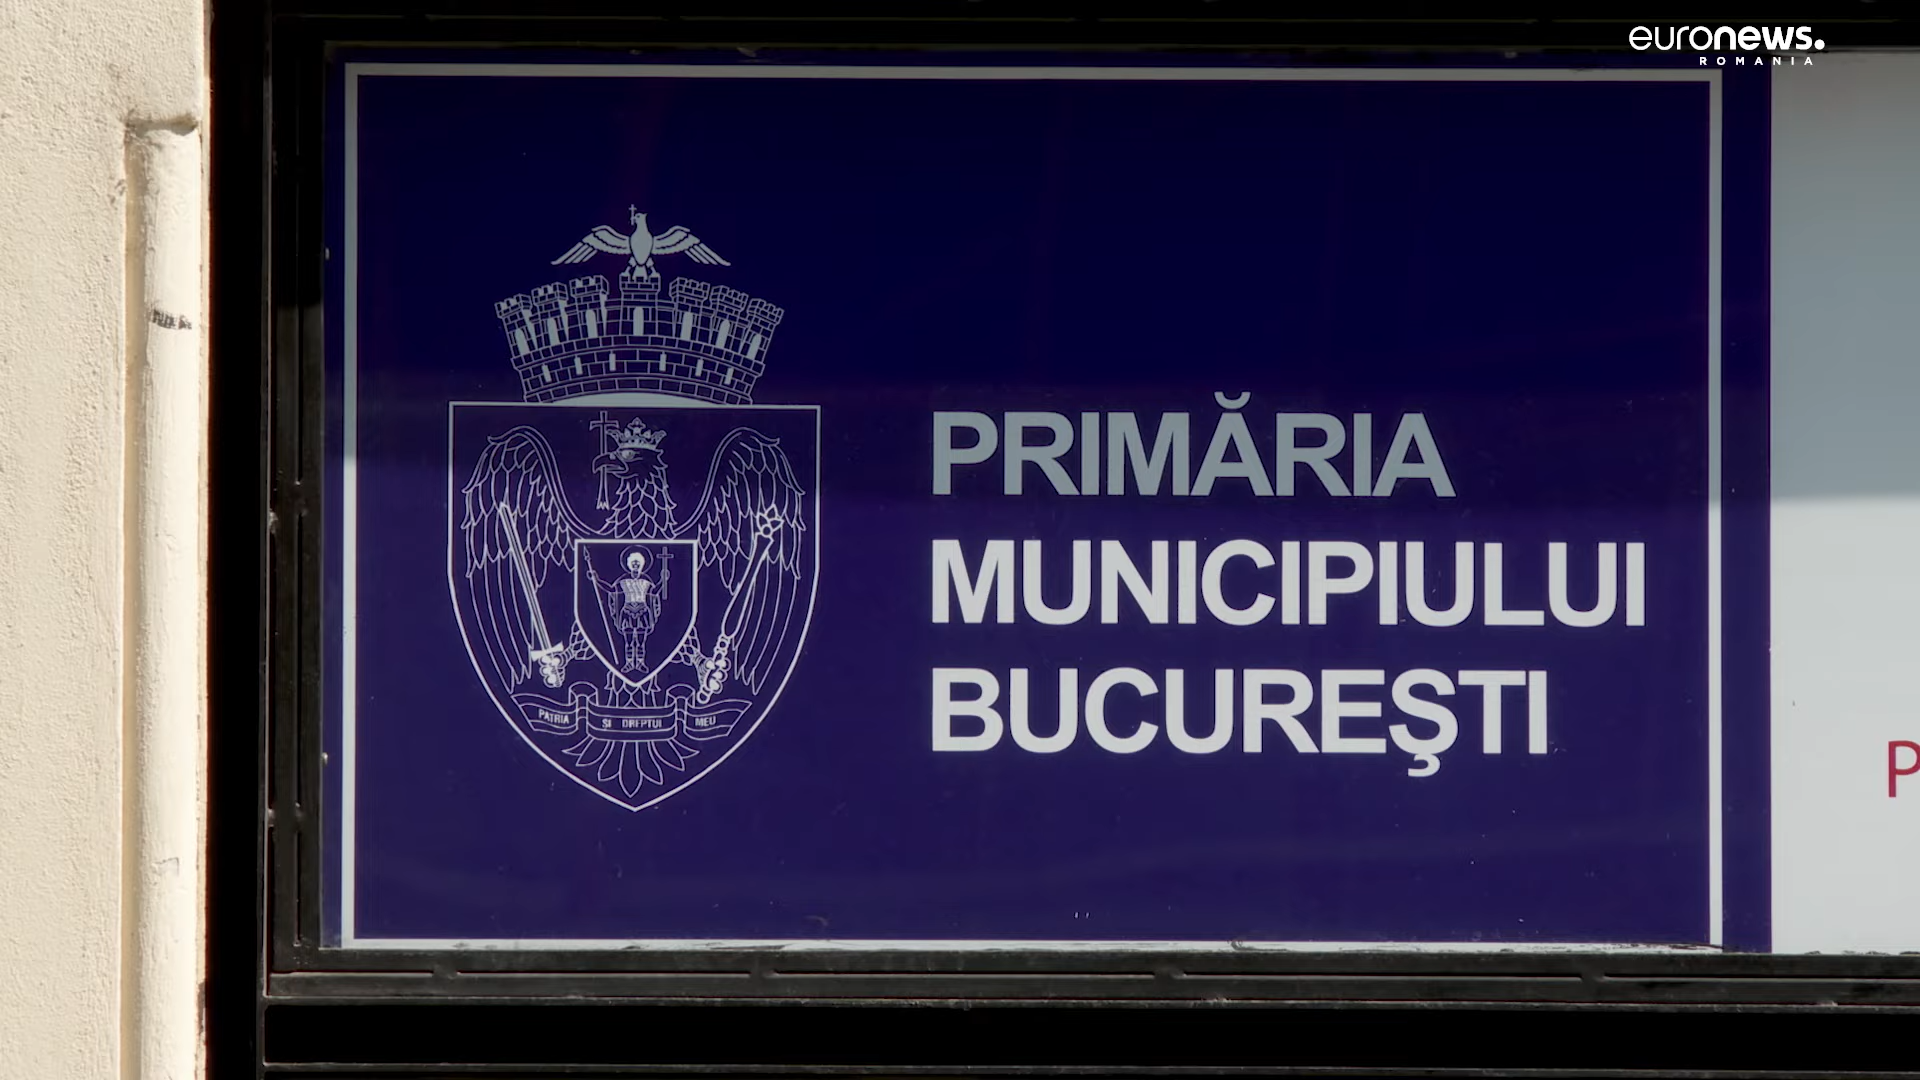 euronews.
ROMANIA
PRIMĂRIA
MUNICIPIULUI
BUCUREŞTI
PATRIA ŞI DREPTUL MEU
P